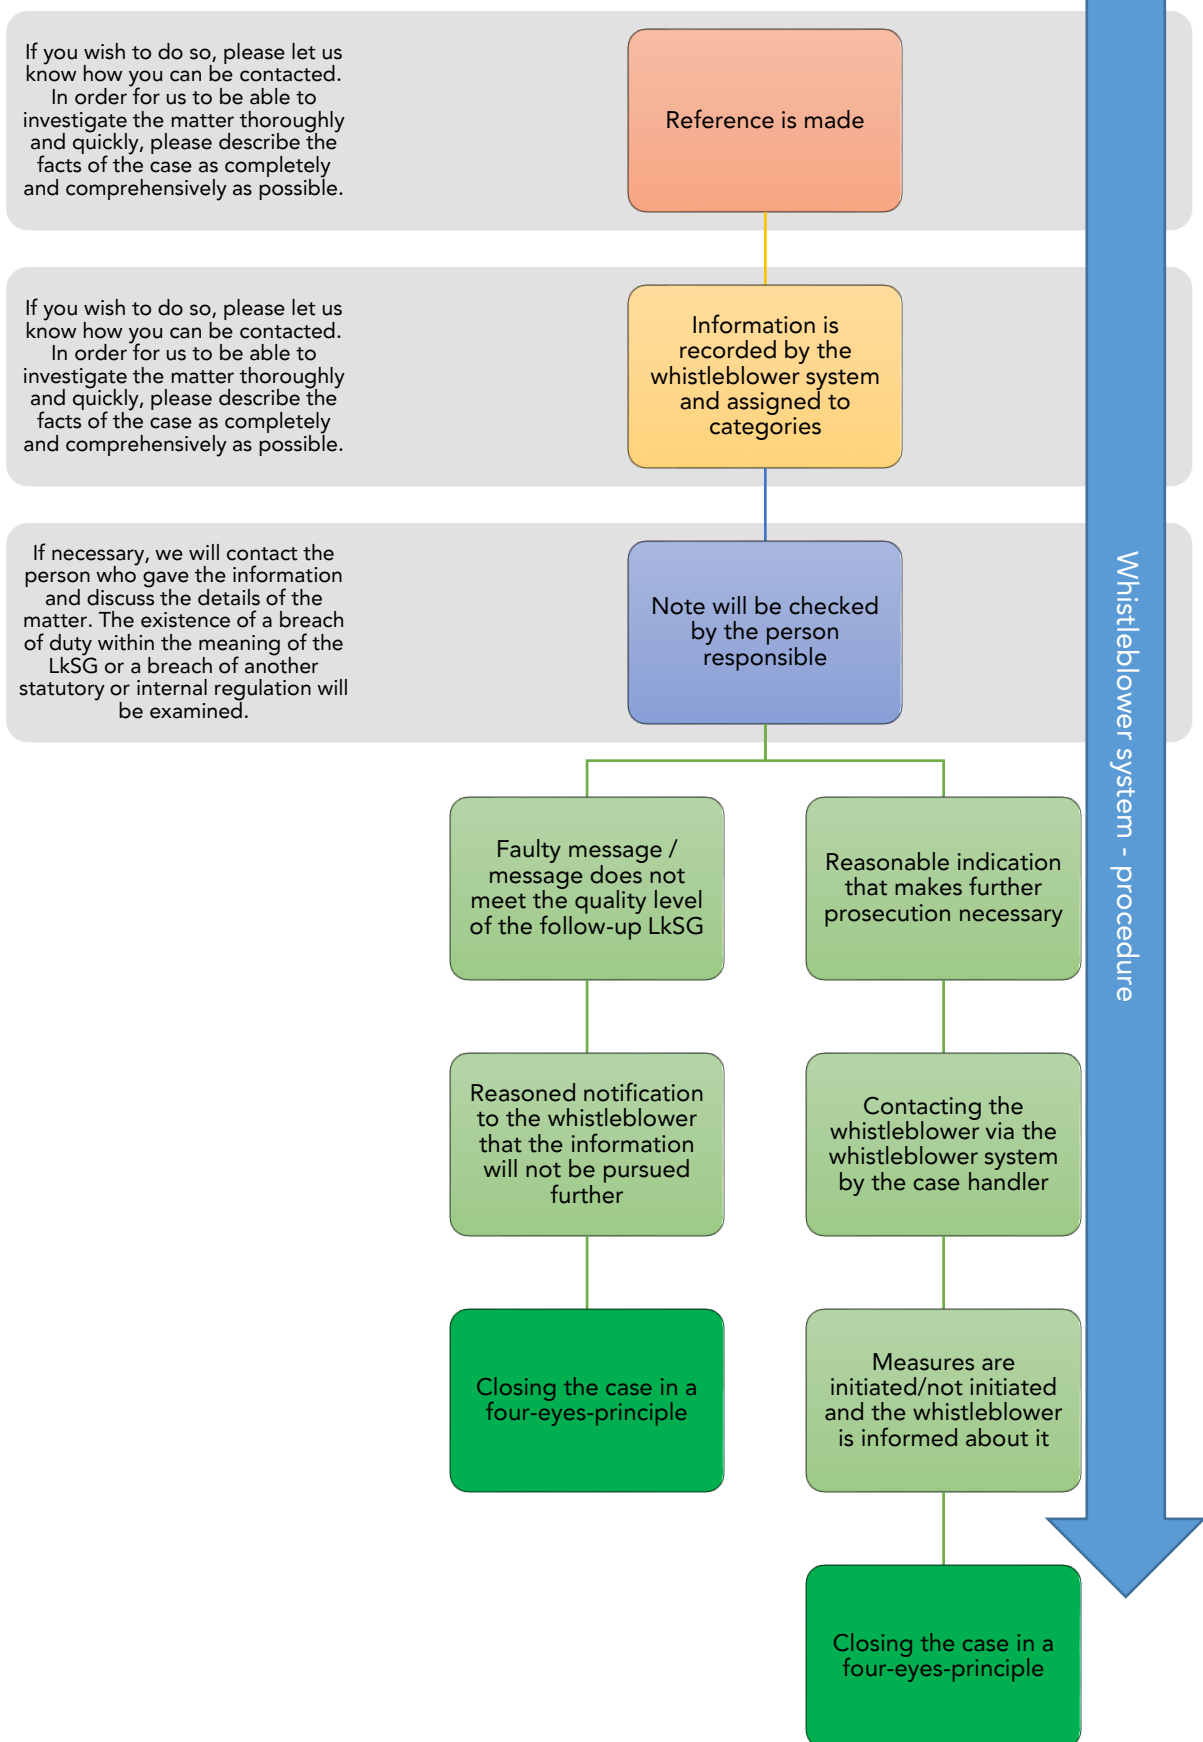 If you wish to do so, please let us
know how you can be contacted.
In order for us to be able to
investigate the matter thoroughly
and quickly, please describe the
facts of the case as completely
and comprehensively as possible.
Reference is made
If you wish to do so, please let us
know how you can be contacted.
In order for us to be able to
investigate the matter thoroughly
and quickly, please describe the
facts of the case as completely
and comprehensively as possible.
Information is
recorded by the
whistleblower system
and assigned to
categories
If necessary, we will contact the
person who gave the information
and discuss the details of the
matter. The existence of a breach
of duty within the meaning of the
LkSG or a breach of another
statutory or internal regulation will
be examined.
Note will be checked
by the person
responsible
Whistleblower system - procedure
Faulty message /
message does not
meet the quality level
of the follow-up LkSG
Reasonable indication
that makes further
prosecution necessary
Reasoned notification
to the whistleblower
that the information
will not be pursued
further
Contacting the
whistleblower via the
whistleblower system
by the case handler
Closing the case in a
four-eyes-principle
Measures are
initiated/not initiated
and the whistleblower
is informed about it
Closing the case in a
four-eyes-principle